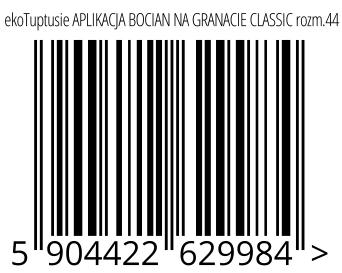 ekoTuptusie APLIKACJA BOCIAN NA GRANACIE CLASSIC rozm.44
5 904422 629984 >